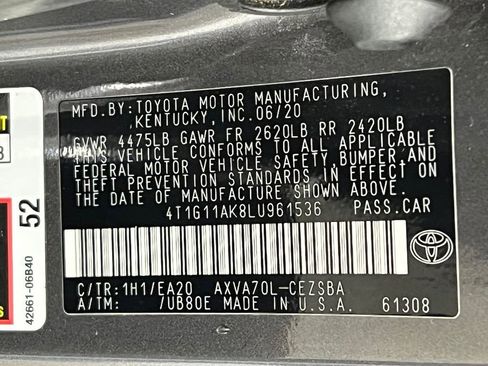 MFD.BY:TOYOTA MOTOR MANUFACTURING,
KENTUCKY,INC.06/20
GVWR 4475LB GAWR FR 2620LB RR 2420LB
THIS VEHICLE CONFORMS TO ALL APPLICABLE
FEDERAL MOTOR VEHICLE SAFETY,BUMPER,AND
THEFT PREVENTION STANDARDS IN EFFECT ON
THE DATE OF MANUFACTURE SHOWN ABOVE.
4T1G11AK8LU961536 PASS.CAR
C/TR:1H1/EA20 AXVA70L-CEZSBA
A/TM: /UB80E MADE IN U.S.A. 61308
TOYOTA
52
42661-06B40